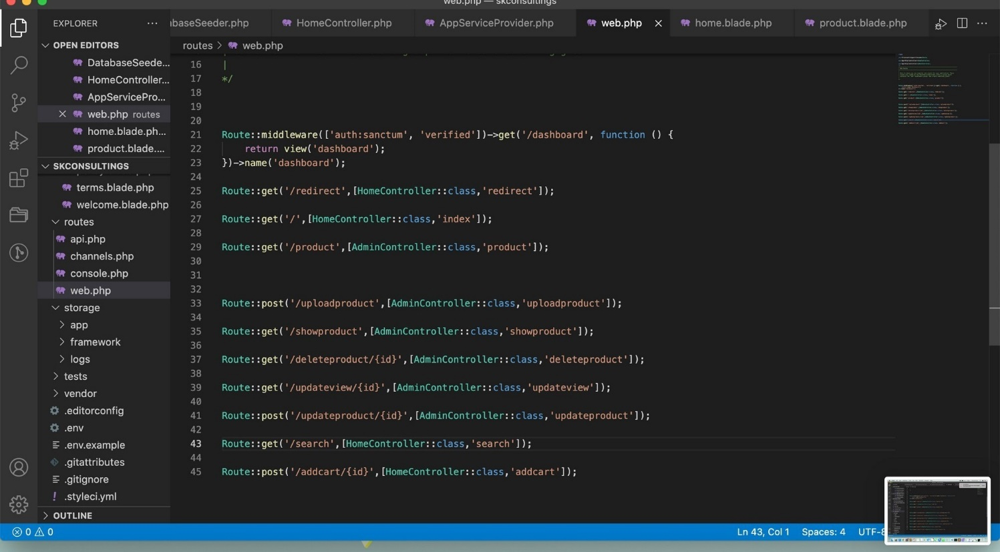 web.php — skconsultings
EXPLORER
baseSeeder.php
HomeController.php
AppServiceProvider.php
web.php
home.blade.php
product.blade.php
OPEN EDITORS
DatabaseSeede...
HomeController...
AppServicePro...
web.php routes
home.blade.ph...
product.blade....
SKCONSULTINGS
terms.blade.php
welcome.blade.php
routes
api.php
channels.php
console.php
web.php
storage
app
framework
logs
tests
vendor
.editorconfig
.env
.env.example
.gitattributes
.gitignore
.styleci.yml
OUTLINE
routes > web.php
16 |
17 */
18
19
20
21 Route::middleware(['auth:sanctum', 'verified'])->get('/dashboard', function () {
22 return view('dashboard');
23 })->name('dashboard');
24
25 Route::get('/redirect',[HomeController::class,'redirect']);
26
27 Route::get('/',[HomeController::class,'index']);
28
29 Route::get('/product',[AdminController::class,'product']);
30
31
32
33 Route::post('/uploadproduct',[AdminController::class,'uploadproduct']);
34
35 Route::get('/showproduct',[AdminController::class,'showproduct']);
36
37 Route::get('/deleteproduct/{id}',[AdminController::class,'deleteproduct']);
38
39 Route::get('/updateview/{id}',[AdminController::class,'updateview']);
40
41 Route::post('/updateproduct/{id}',[AdminController::class,'updateproduct']);
42
43 Route::get('/search',[HomeController::class,'search']);
44
45 Route::post('/addcart/{id}',[HomeController::class,'addcart']);
0 0
Ln 43, Col 1 Spaces: 4 UTF-8